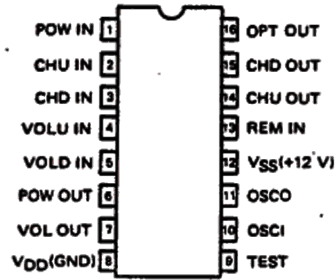 POW IN 1 16 OPT OUT
CHU IN 2 15 CHD OUT
CHD IN 3 14 CHU OUT
VOLU IN 4 13 REM IN
VOLD IN 5 12 VSS(+12 V)
POW OUT 6 11 OSCO
VOL OUT 7 10 OSCI
VDD(GND) 8 9 TEST